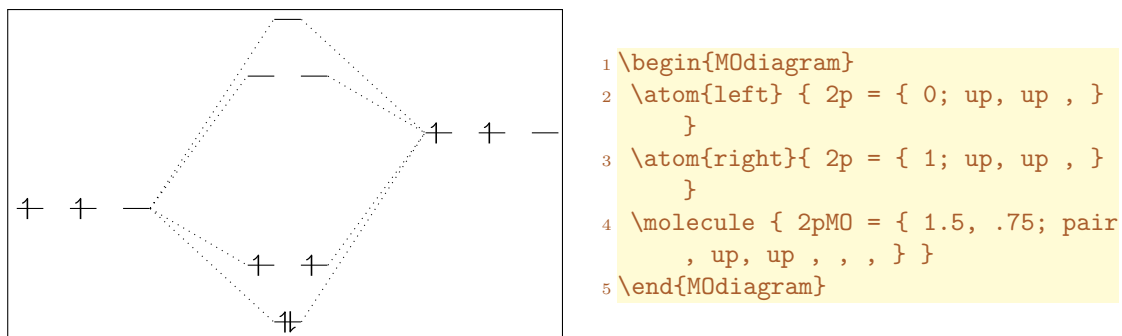 1 \begin{MOdiagram}
2 \atom{left} { 2p = { 0; up, up , }
}
3 \atom{right}{ 2p = { 1; up, up , }
}
4 \molecule { 2pMO = { 1.5, .75; pair
, up, up , , , } }
5 \end{MOdiagram}